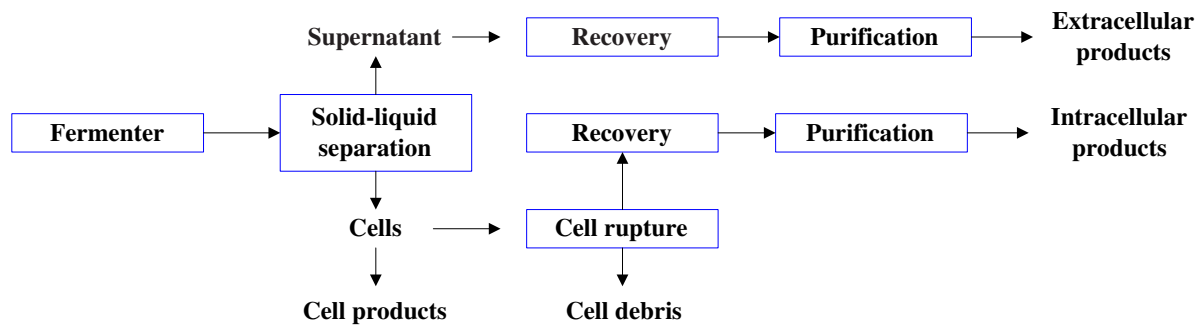 Supernatant
Recovery
Purification
Extracellular
products
Fermenter
Solid-liquid
separation
Recovery
Purification
Intracellular
products
Cells
Cell rupture
Cell products
Cell debris